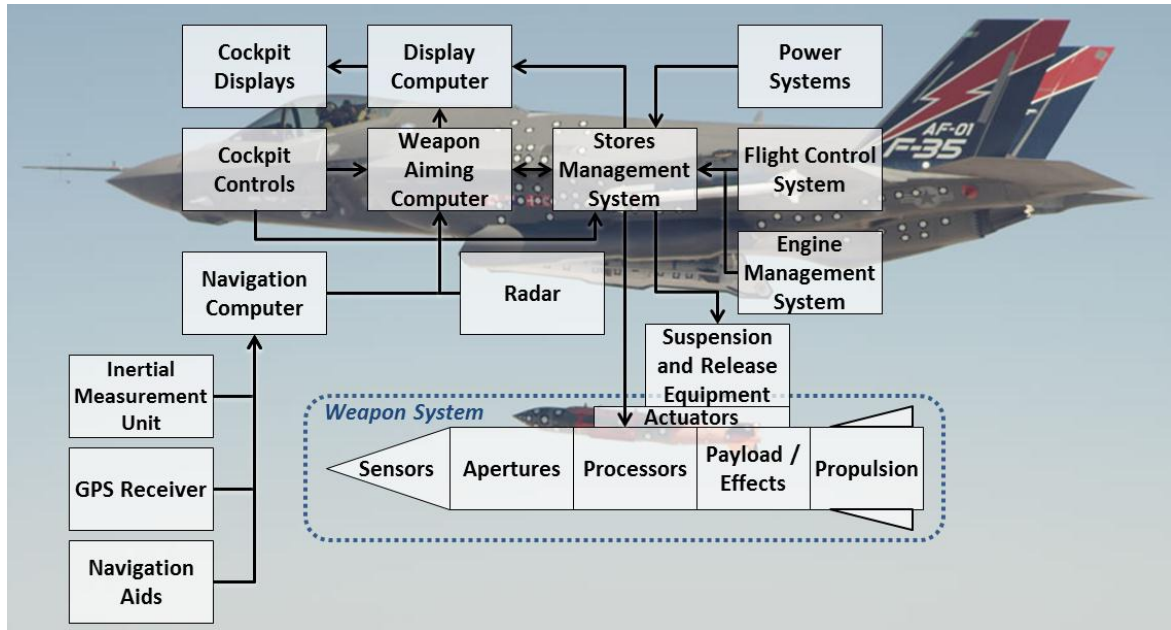 Cockpit
Displays
Display
Computer
Power
Systems
AF-01
F-35
Cockpit
Controls
Weapon
Aiming
Computer
Stores
Management
System
Flight Control
System
Navigation
Computer
Radar
Engine
Management
System
Inertial
Measurement
Unit
Suspension
and Release
Equipment
Weapon System
Actuators
Sensors
Apertures
Processors
Payload /
Effects
Propulsion
GPS Receiver
Navigation
Aids